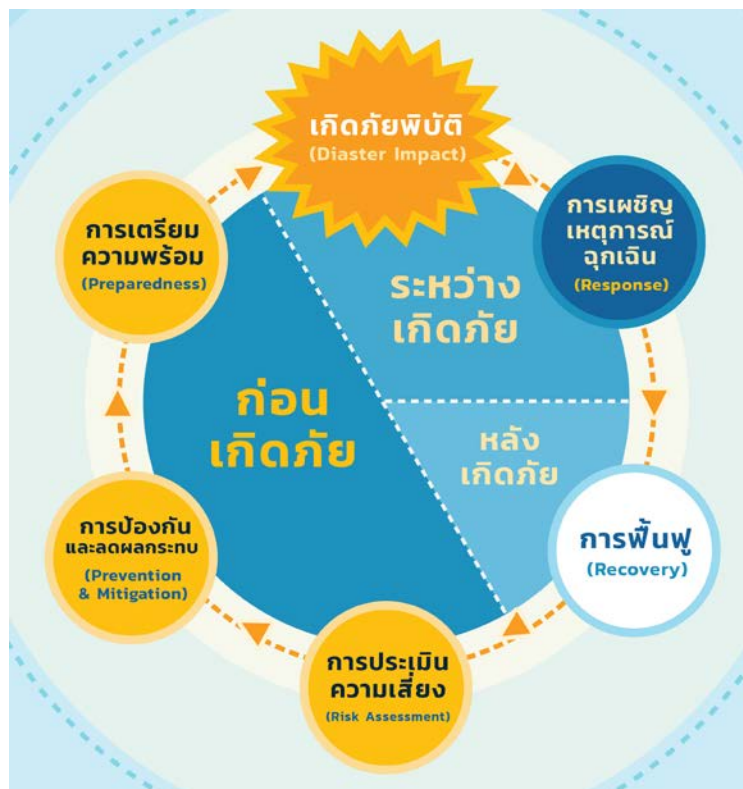 เกิดภัยพิบัติ
(Diaster Impact)
การเผชิญ
เหตุการณ์
ฉุกเฉิน
(Response)
การเตรียม
ความพร้อม
(Preparedness)
ระหว่าง
เกิดภัย
ก่อน
เกิดภัย
หลัง
เกิดภัย
การฟื้นฟู
(Recovery)
การป้องกัน
และลดผลกระทบ
(Prevention
& Mitigation)
การประเมิน
ความเสี่ยง
(Risk Assessment)